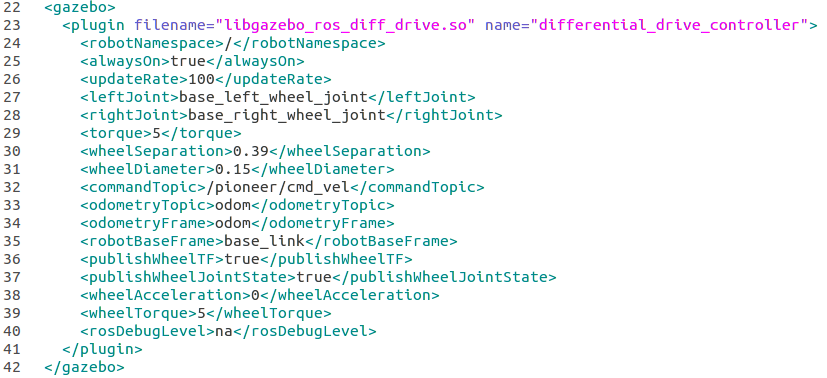 22 <gazebo>
23 <plugin filename="libgazebo_ros_diff_drive.so" name="differential_drive_controller">
24 <robotNamespace>/</robotNamespace>
25 <alwaysOn>true</alwaysOn>
26 <updateRate>100</updateRate>
27 <leftJoint>base_left_wheel_joint</leftJoint>
28 <rightJoint>base_right_wheel_joint</rightJoint>
29 <torque>5</torque>
30 <wheelSeparation>0.39</wheelSeparation>
31 <wheelDiameter>0.15</wheelDiameter>
32 <commandTopic>/pioneer/cmd_vel</commandTopic>
33 <odometryTopic>odom</odometryTopic>
34 <odometryFrame>odom</odometryFrame>
35 <robotBaseFrame>base_link</robotBaseFrame>
36 <publishWheelTF>true</publishWheelTF>
37 <publishWheelJointState>true</publishWheelJointState>
38 <wheelAcceleration>0</wheelAcceleration>
39 <wheelTorque>5</wheelTorque>
40 <rosDebugLevel>na</rosDebugLevel>
41 </plugin>
42 </gazebo>